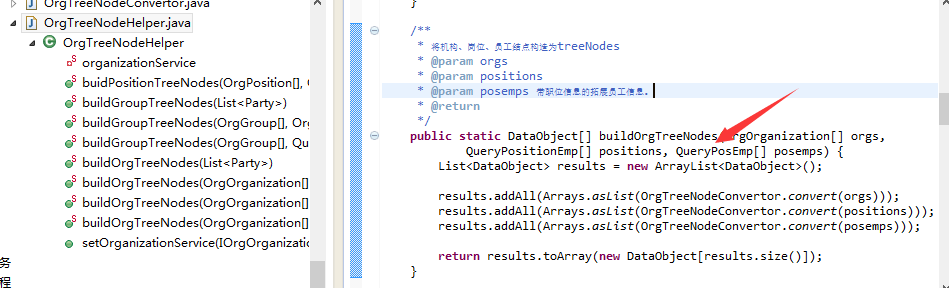 OrgTreeNodeConvertor.java
OrgTreeNodeHelper.java
OrgTreeNodeHelper
organizationService
buidPositionTreeNodes(OrgPosition[], O
buildGroupTreeNodes(List<Party>)
buildGroupTreeNodes(OrgGroup[], Org
buildGroupTreeNodes(OrgGroup[], Qu
buildOrgTreeNodes(List<Party>)
buildOrgTreeNodes(OrgOrganization[]
buildOrgTreeNodes(OrgOrganization[]
buildOrgTreeNodes(OrgOrganization[]
setOrganizationService(IOrgOrganizatio
务
程
}
/**
* 将机构、岗位、员工结点构造为treeNodes
* @param orgs
* @param positions
* @param posemps 带职位信息的拓展员工信息。
* @return
*/
public static DataObject[] buildOrgTreeNodes OrgOrganization[] orgs,
QueryPositionEmp[] positions, QueryPosEmp[] posemps) {
List<DataObject> results = new ArrayList<DataObject>();
results.addAll(Arrays.asList(OrgTreeNodeConvertor.convert(orgs)));
results.addAll(Arrays.asList(OrgTreeNodeConvertor.convert(positions)));
results.addAll(Arrays.asList(OrgTreeNodeConvertor.convert(posemps)));
return results.toArray(new DataObject[results.size()]);
}